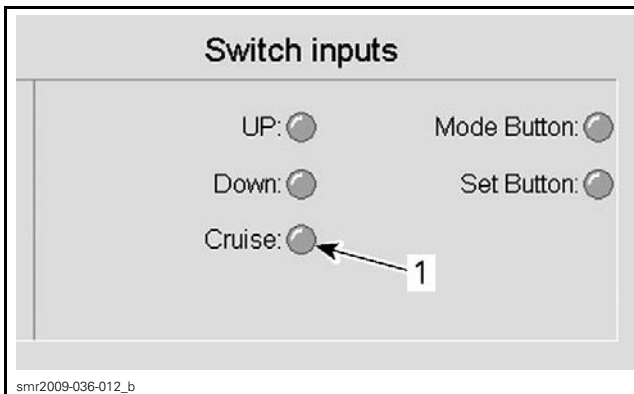 Switch inputs
UP: Mode Button:
Down: Set Button:
Cruise:
1
smr2009-036-012_b